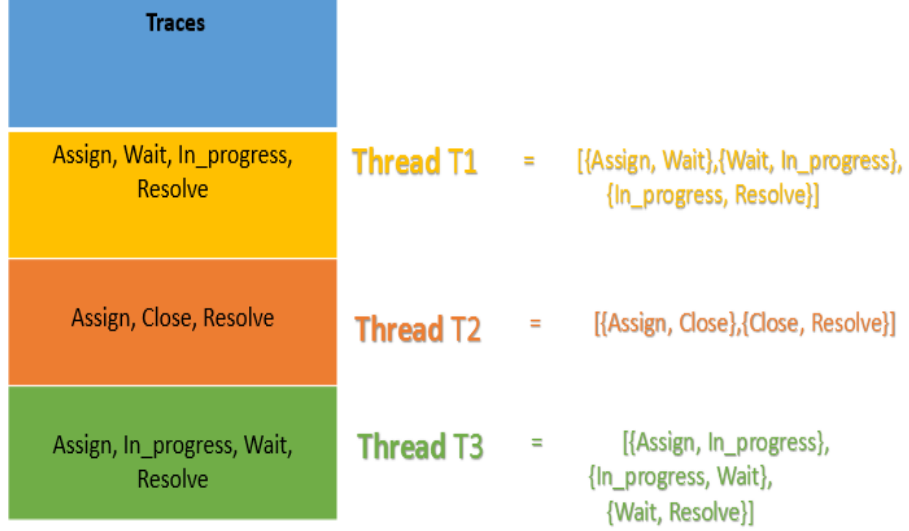 Traces
Assign, Wait, In_progress,
Resolve
Thread T1 = [{Assign, Wait},{Wait, In_progress},
{In_progress, Resolve}]
Assign, Close, Resolve
Thread T2 = [{Assign, Close},{Close, Resolve}]
Assign, In_progress, Wait,
Resolve
Thread T3 = [{Assign, In_progress},
{In_progress, Wait},
{Wait, Resolve}]